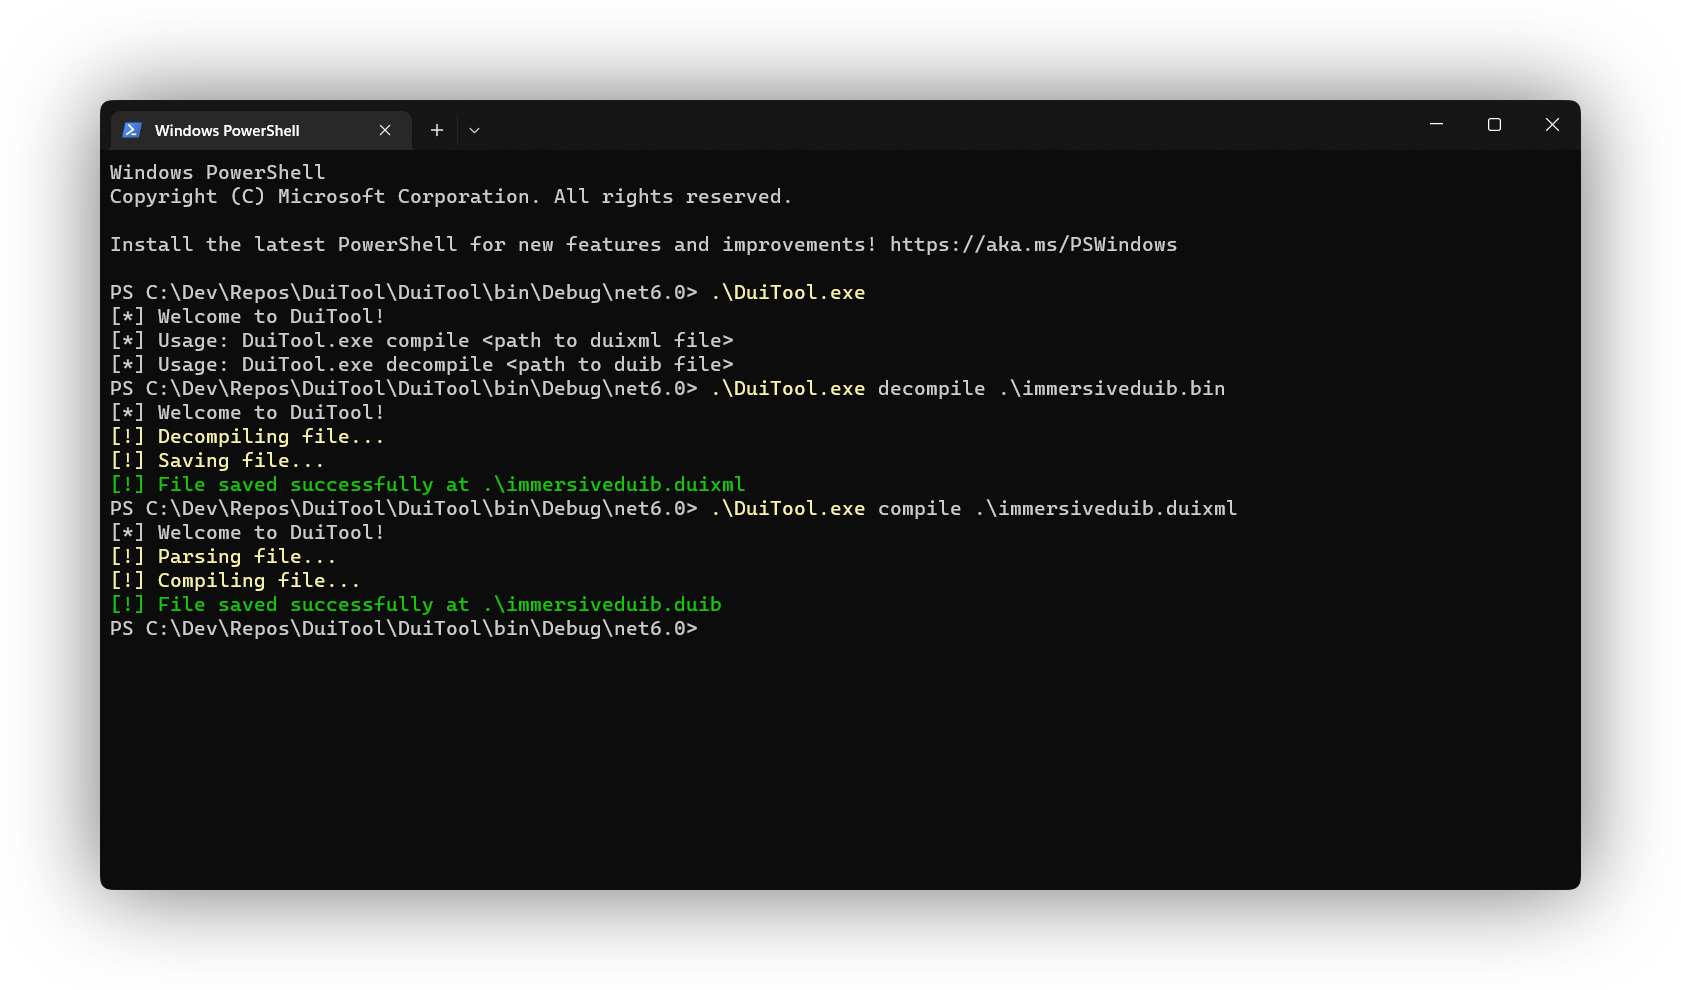 Windows PowerShell
Windows PowerShell
Copyright (C) Microsoft Corporation. All rights reserved.
Install the latest PowerShell for new features and improvements! https://aka.ms/PSWindows
PS C:\Dev\Repos\DuiTool\DuiTool\bin\Debug\net6.0> .\DuiTool.exe
[*] Welcome to DuiTool!
[*] Usage: DuiTool.exe compile <path to duixml file>
[*] Usage: DuiTool.exe decompile <path to duib file>
PS C:\Dev\Repos\DuiTool\DuiTool\bin\Debug\net6.0> .\DuiTool.exe decompile .\immersiveduib.bin
[*] Welcome to DuiTool!
[!] Decompiling file...
[!] Saving file...
[!] File saved successfully at .\immersiveduib.duixml
PS C:\Dev\Repos\DuiTool\DuiTool\bin\Debug\net6.0> .\DuiTool.exe compile .\immersiveduib.duixml
[*] Welcome to DuiTool!
[!] Parsing file...
[!] Compiling file...
[!] File saved successfully at .\immersiveduib.duib
PS C:\Dev\Repos\DuiTool\DuiTool\bin\Debug\net6.0>